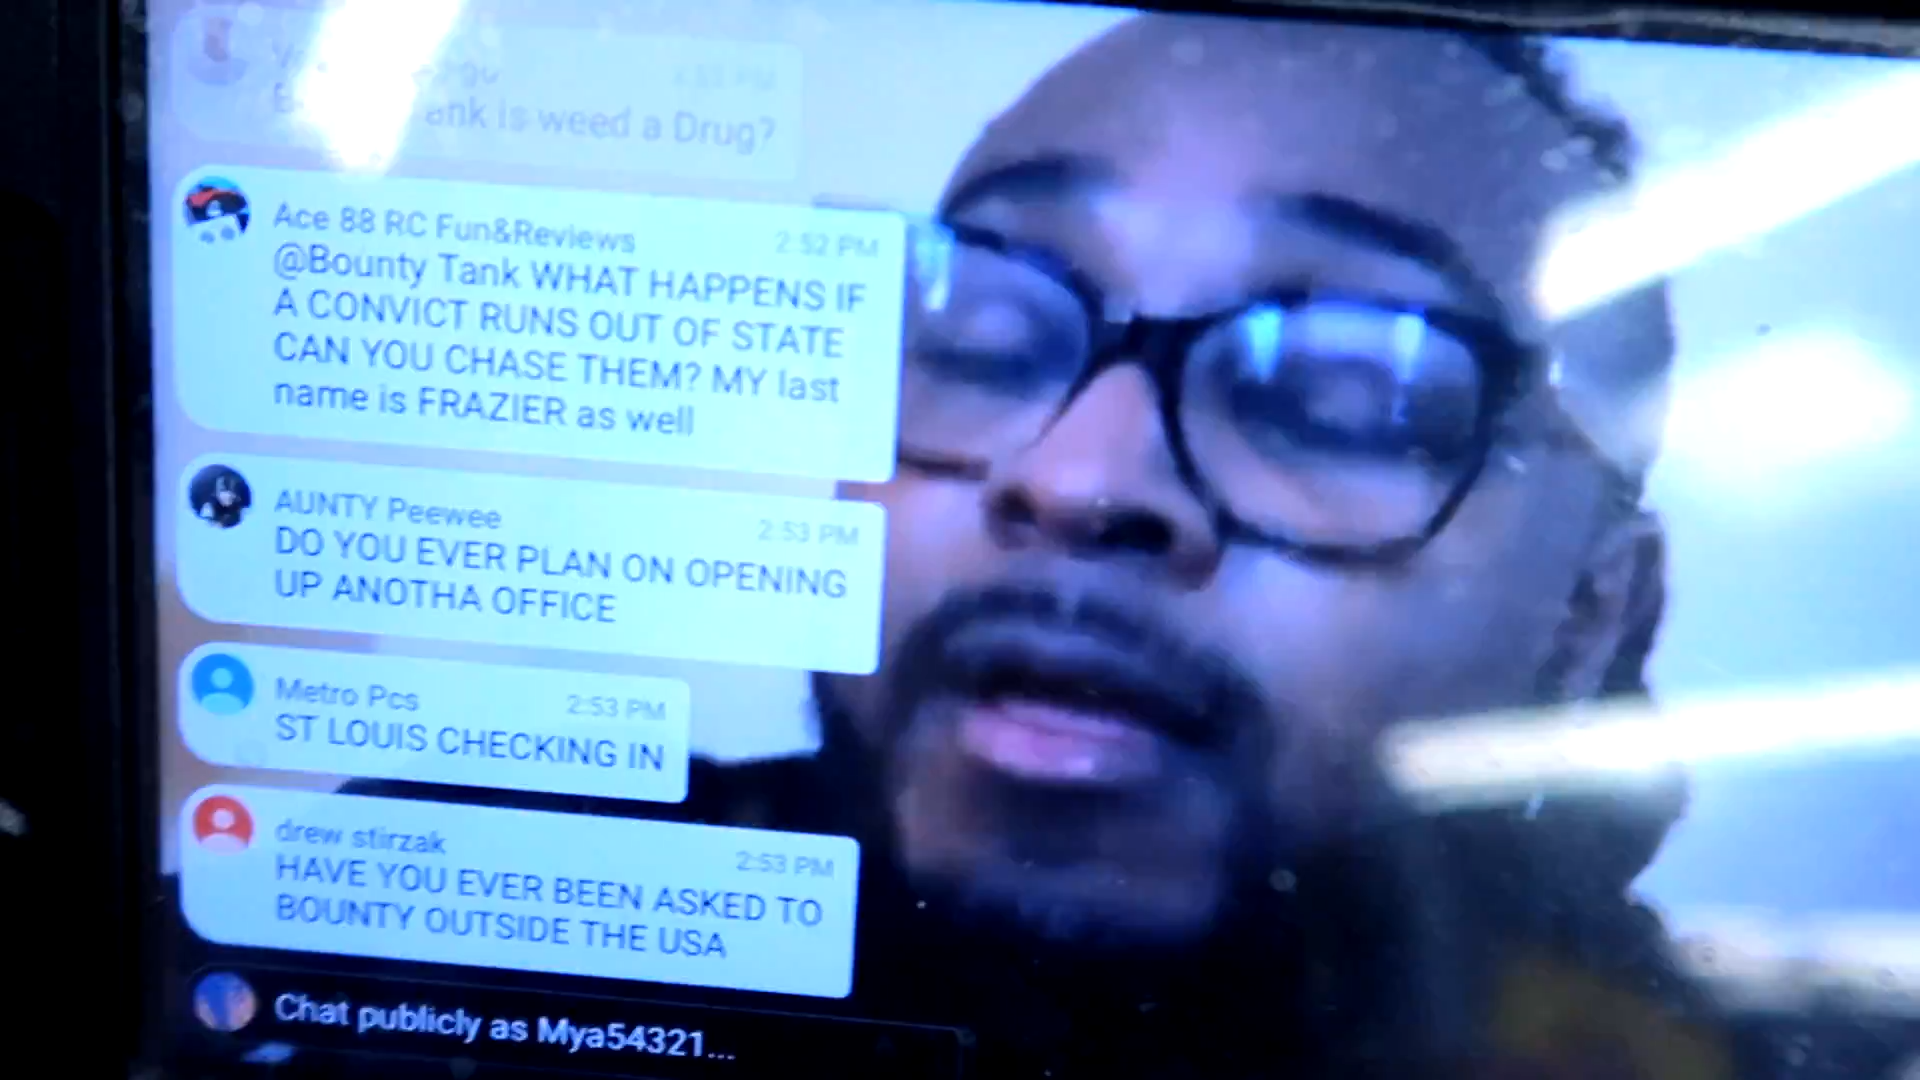 ank is weed a Drug?
Ace 88 RC Fun&Reviews
2:52 PM
@Bounty Tank WHAT HAPPENS IF
A CONVICT RUNS OUT OF STATE
CAN YOU CHASE THEM? MY last
name is FRAZIER as well
AUNTY Peewee
2:53 PM
DO YOU EVER PLAN ON OPENING
UP ANOTHA OFFICE
Metro Pcs
2:53 PM
ST LOUIS CHECKING IN
drew stirzak
2:53 PM
HAVE YOU EVER BEEN ASKED TO
BOUNTY OUTSIDE THE USA
Chat publicly as Mya54321...